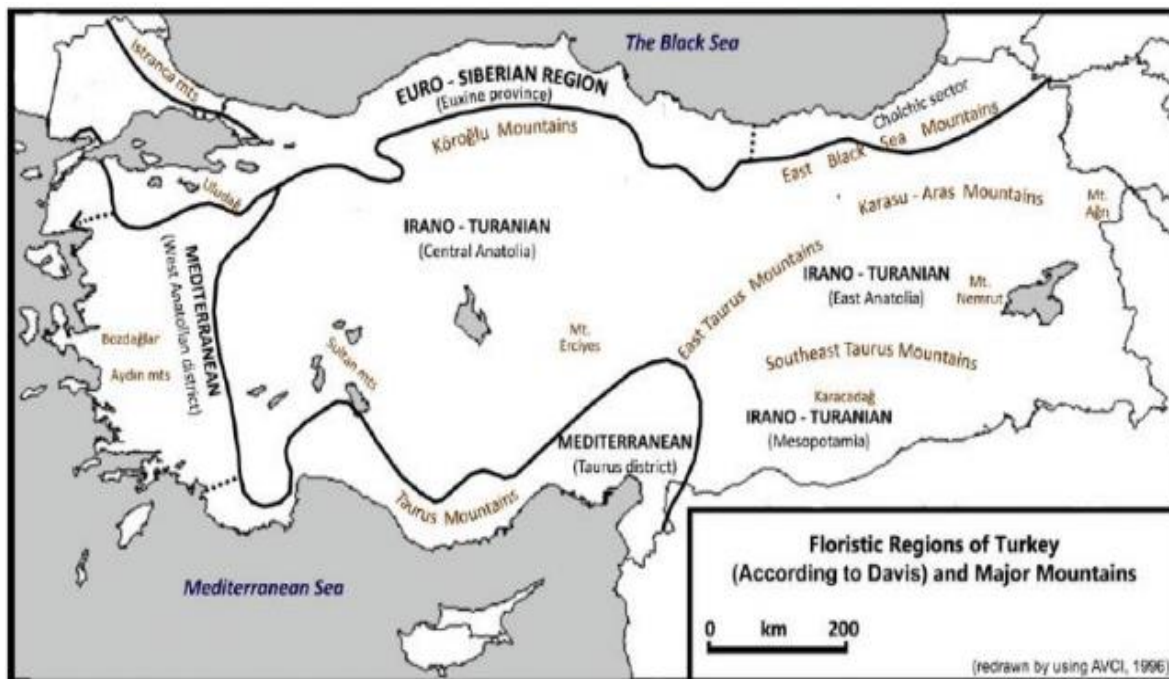 The Black Sea
Istranca mts
EURO - SIBERIAN REGION
(Euxine province)
Cholchic sector
Köroğlu Mountains
East Black Sea Mountains
Uludağ
Karasu - Aras Mountains
Mt.
Ağrı
IRANO - TURANIAN
(Central Anatolia)
MEDITERRANEAN
(West Anatolian district)
East Taurus Mountains
IRANO - TURANIAN
(East Anatolia)
Mt.
Nemrut
Bozdağlar
Aydın mts
Sultan mts
Mt.
Erciyes
Southeast Taurus Mountains
Karacadağ
IRANO - TURANIAN
(Mesopotamia)
MEDITERRANEAN
(Taurus district)
Taurus Mountains
Mediterranean Sea
Floristic Regions of Turkey
(According to Davis) and Major Mountains
0 km 200
(redrawn by using AVCI, 1996)